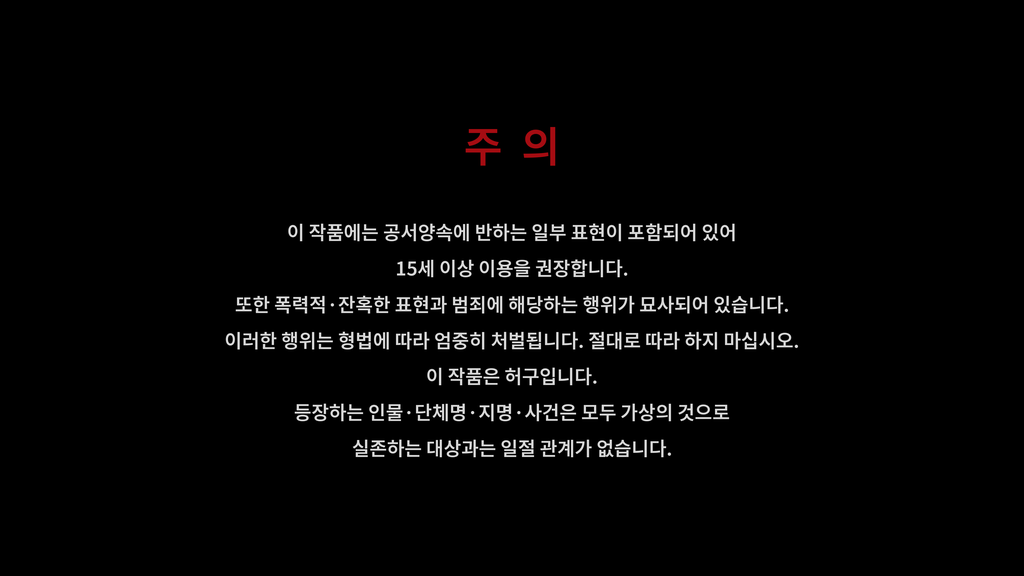 주 의
이 작품에는 공서양속에 반하는 일부 표현이 포함되어 있어
15세 이상 이용을 권장합니다.
또한 폭력적·잔혹한 표현과 범죄에 해당하는 행위가 묘사되어 있습니다.
이러한 행위는 형법에 따라 엄중히 처벌됩니다. 절대로 따라 하지 마십시오.
이 작품은 허구입니다.
등장하는 인물·단체명·지명·사건은 모두 가상의 것으로
실존하는 대상과는 일절 관계가 없습니다.